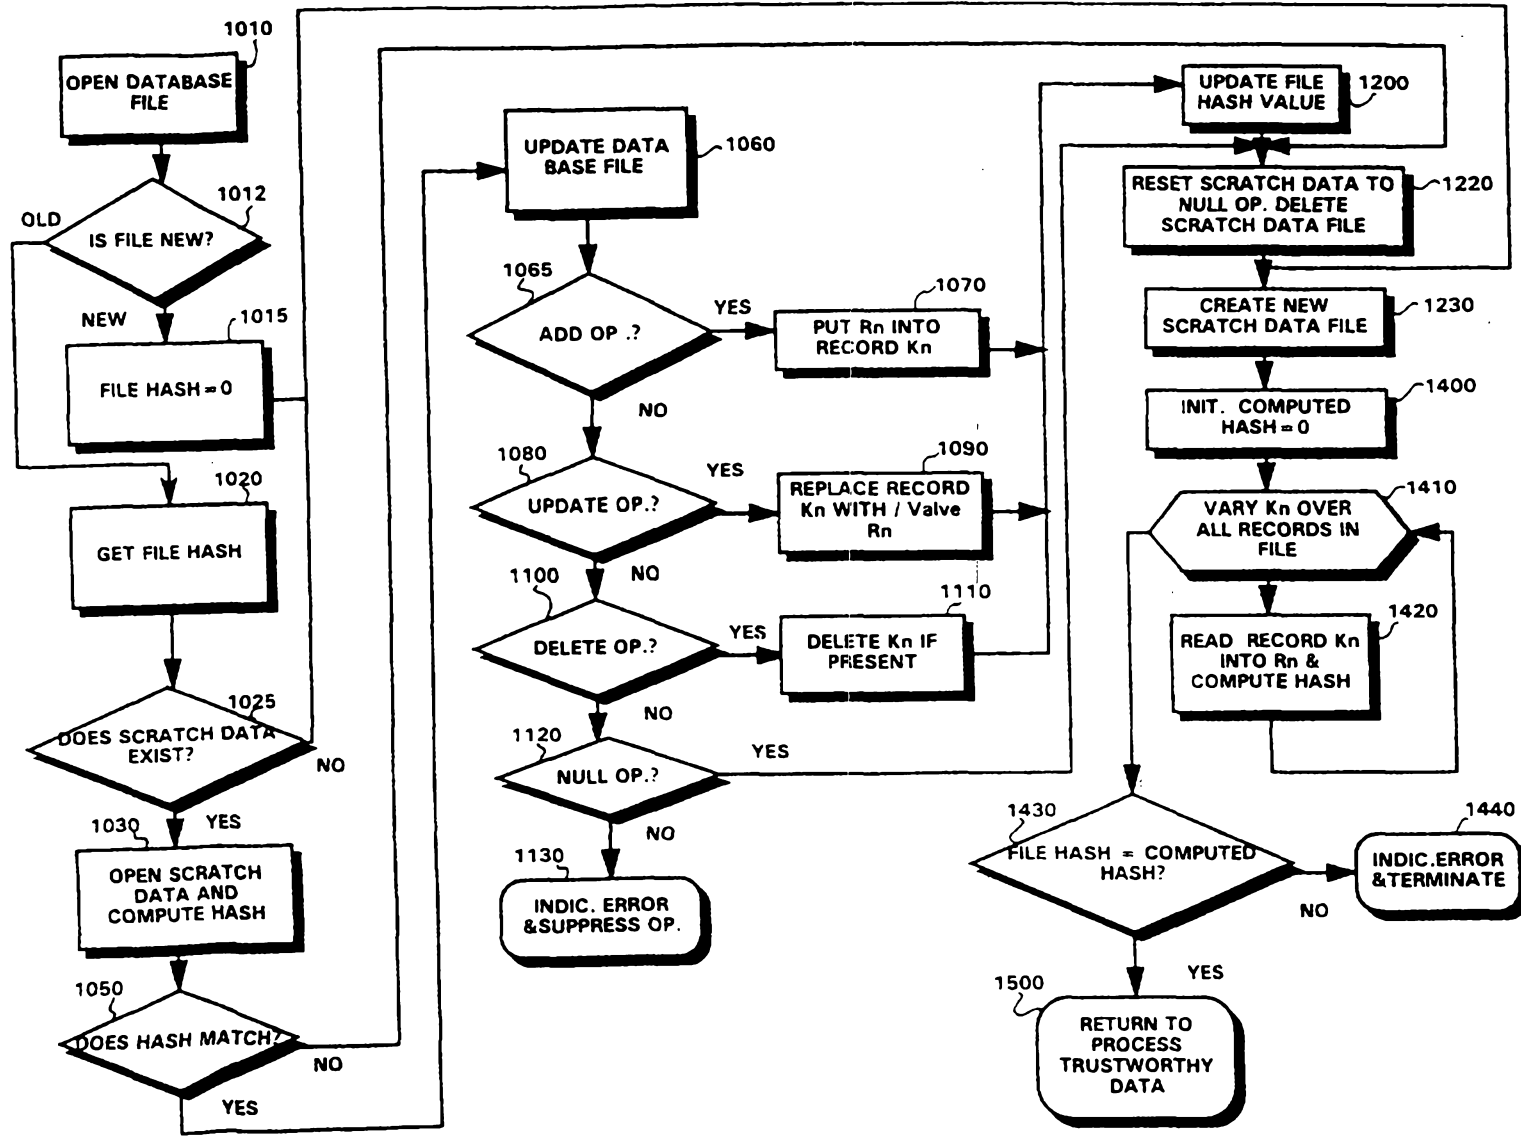 1010
OPEN DATABASE
FILE
1012
OLD
IS FILE NEW?
NEW
1015
FILE HASH = 0
1020
GET FILE HASH
1025
DOES SCRATCH DATA
EXIST?
NO
YES
1030
OPEN SCRATCH
DATA AND
COMPUTE HASH
1050
DOES HASH MATCH?
NO
YES
UPDATE DATA
BASE FILE
1060
1065
ADD OP .?
YES
NO
1070
PUT Rn INTO
RECORD Kn
1080
UPDATE OP.?
YES
NO
1090
REPLACE RECORD
Kn WITH / Valve
Rn
1100
DELETE OP.?
YES
NO
1110
DELETE Kn IF
PRESENT
1120
NULL OP.?
YES
NO
1130
INDIC. ERROR
&SUPPRESS OP.
UPDATE FILE
HASH VALUE
1200
RESET SCRATCH DATA TO
NULL OP. DELETE
SCRATCH DATA FILE
1220
CREATE NEW
SCRATCH DATA FILE
1230
INIT. COMPUTED
HASH = 0
1400
VARY Kn OVER
ALL RECORDS IN
FILE
1410
READ RECORD Kn
INTO Rn &
COMPUTE HASH
1420
1430
FILE HASH = COMPUTED
HASH?
NO
YES
1440
INDIC.ERROR
&TERMINATE
1500
RETURN TO
PROCESS
TRUSTWORTHY
DATA